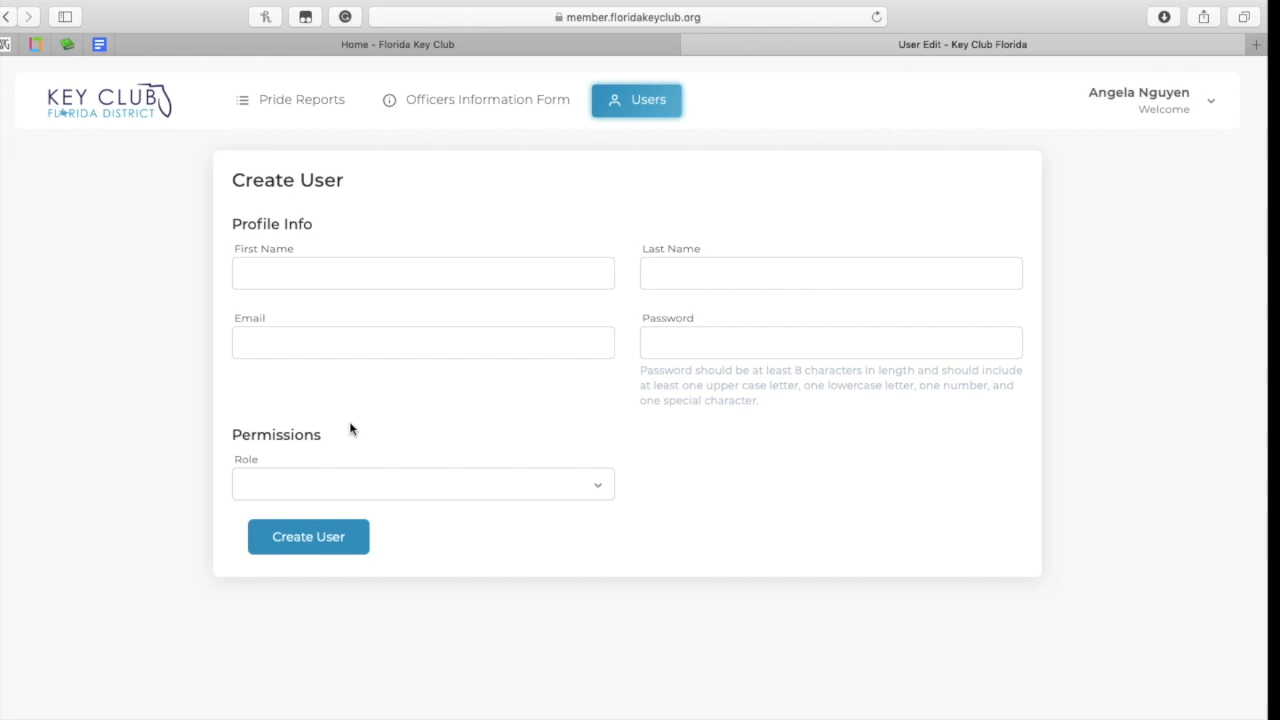 member.floridakeyclub.org
Home - Florida Key Club
User Edit - Key Club Florida
KEY CLUB
FLORIDA DISTRICT
Pride Reports
Officers Information Form
Users
Angela Nguyen
Welcome
Create User
Profile Info
First Name
Last Name
Email
Password
Password should be at least 8 characters in length and should include
at least one upper case letter, one lowercase letter, one number, and
one special character.
Permissions
Role
Create User